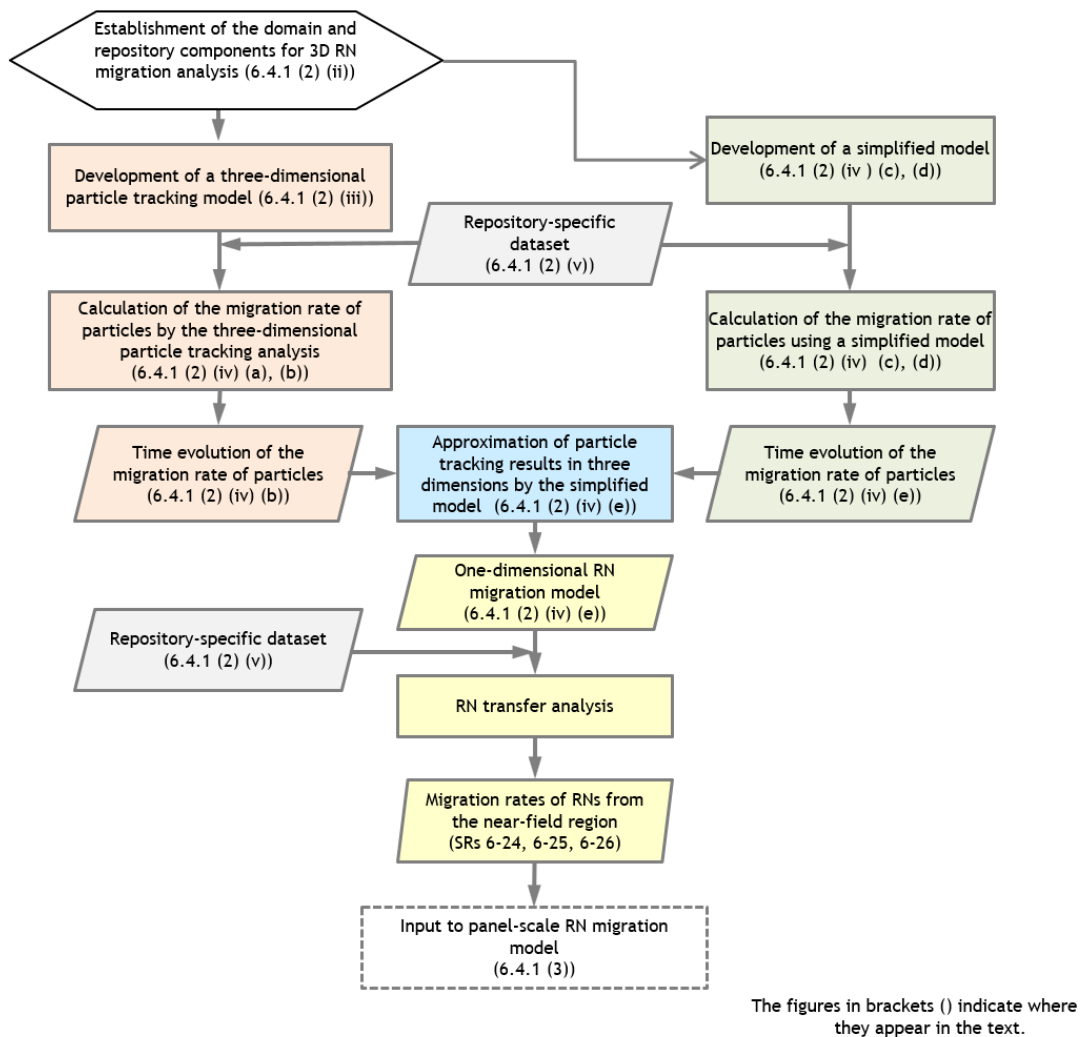 Establishment of the domain and
repository components for 3D RN
migration analysis (6.4.1 (2) (ii))
Development of a three-dimensional
particle tracking model (6.4.1 (2) (iii))
Development of a simplified model
(6.4.1 (2) (iv ) (c), (d))
Repository-specific
dataset
(6.4.1 (2) (v))
Calculation of the migration rate of
particles by the three-dimensional
particle tracking analysis
(6.4.1 (2) (iv) (a), (b))
Calculation of the migration rate of
particles using a simplified model
(6.4.1 (2) (iv) (c), (d))
Time evolution of the
migration rate of particles
(6.4.1 (2) (iv) (b))
Approximation of particle
tracking results in three
dimensions by the simplified
model (6.4.1 (2) (iv) (e))
Time evolution of the
migration rate of particles
(6.4.1 (2) (iv) (e))
One-dimensional RN
migration model
(6.4.1 (2) (iv) (e))
Repository-specific dataset
(6.4.1 (2) (v))
RN transfer analysis
Migration rates of RNs from
the near-field region
(SRs 6-24, 6-25, 6-26)
Input to panel-scale RN migration
model
(6.4.1 (3))
The figures in brackets () indicate where
they appear in the text.